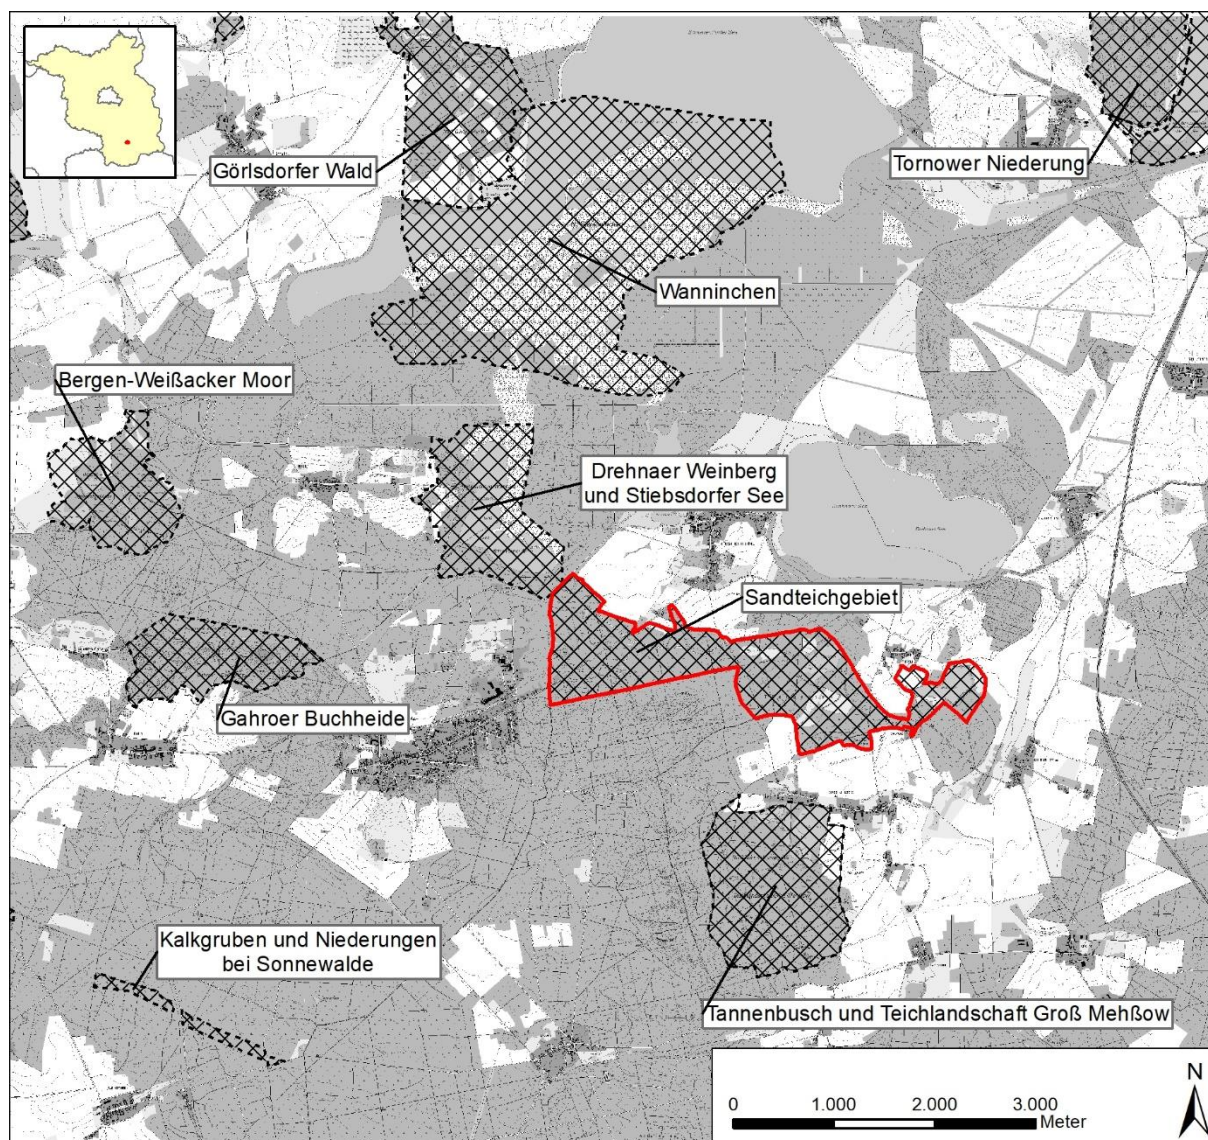 Görlsdorfer Wald
Tornower Niederung
Wanninchen
Bergen-Weißacker Moor
Drehnaer Weinberg
und Stiebsdorfer See
Sandteichgebiet
Gahroer Buchheide
Kalkgruben und Niederungen
bei Sonnewalde
Tannenbusch und Teichlandschaft Groß Mehßow
N
0 1.000 2.000 3.000
Meter